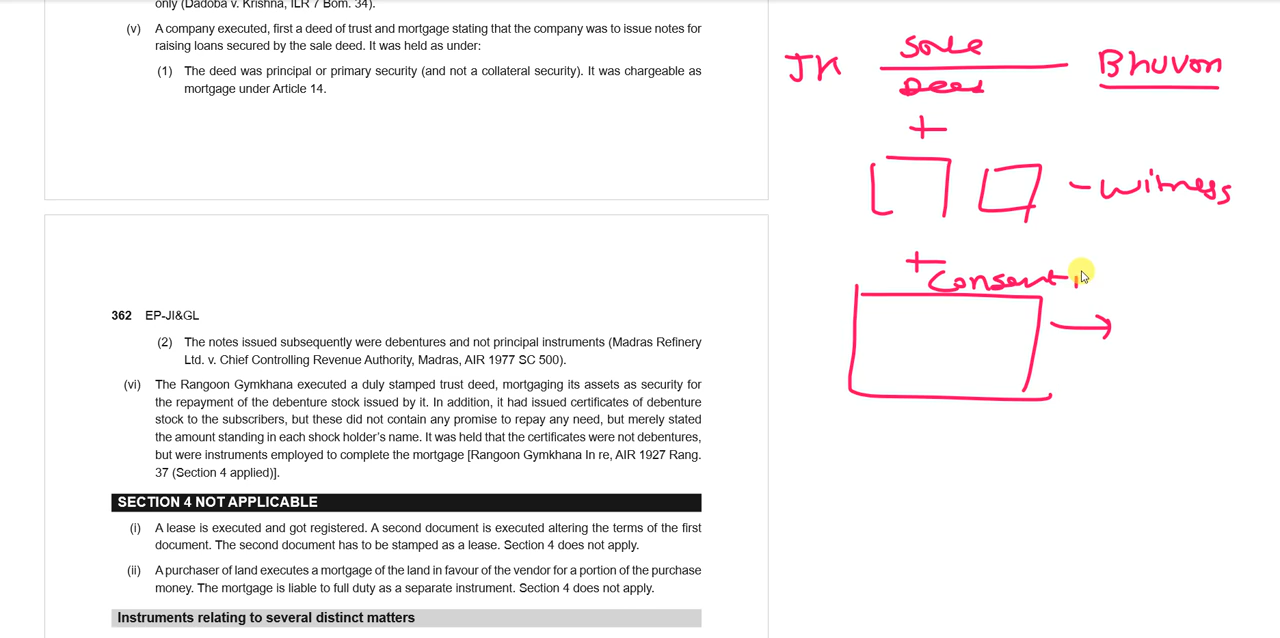 only (Dadoba v. Krishna, ILR 7 Bom. 34).
(v) A company executed, first a deed of trust and mortgage stating that the company was to issue notes for
raising loans secured by the sale deed. It was held as under:
(1) The deed was principal or primary security (and not a collateral security). It was chargeable as
mortgage under Article 14.
362 EP-JI&GL
(2) The notes issued subsequently were debentures and not principal instruments (Madras Refinery
Ltd. v. Chief Controlling Revenue Authority, Madras, AIR 1977 SC 500).
(vi) The Rangoon Gymkhana executed a duly stamped trust deed, mortgaging its assets as security for
the repayment of the debenture stock issued by it. In addition, it had issued certificates of debenture
stock to the subscribers, but these did not contain any promise to repay any need, but merely stated
the amount standing in each shock holder's name. It was held that the certificates were not debentures,
but were instruments employed to complete the mortgage [Rangoon Gymkhana In re, AIR 1927 Rang.
37 (Section 4 applied)].
SECTION 4 NOT APPLICABLE
(i) A lease is executed and got registered. A second document is executed altering the terms of the first
document. The second document has to be stamped as a lease. Section 4 does not apply.
(ii) A purchaser of land executes a mortgage of the land in favour of the vendor for a portion of the purchase
money. The mortgage is liable to full duty as a separate instrument. Section 4 does not apply.
Instruments relating to several distinct matters
Sale
JK Bhuvan
Deed
+
- witness
+
Consent